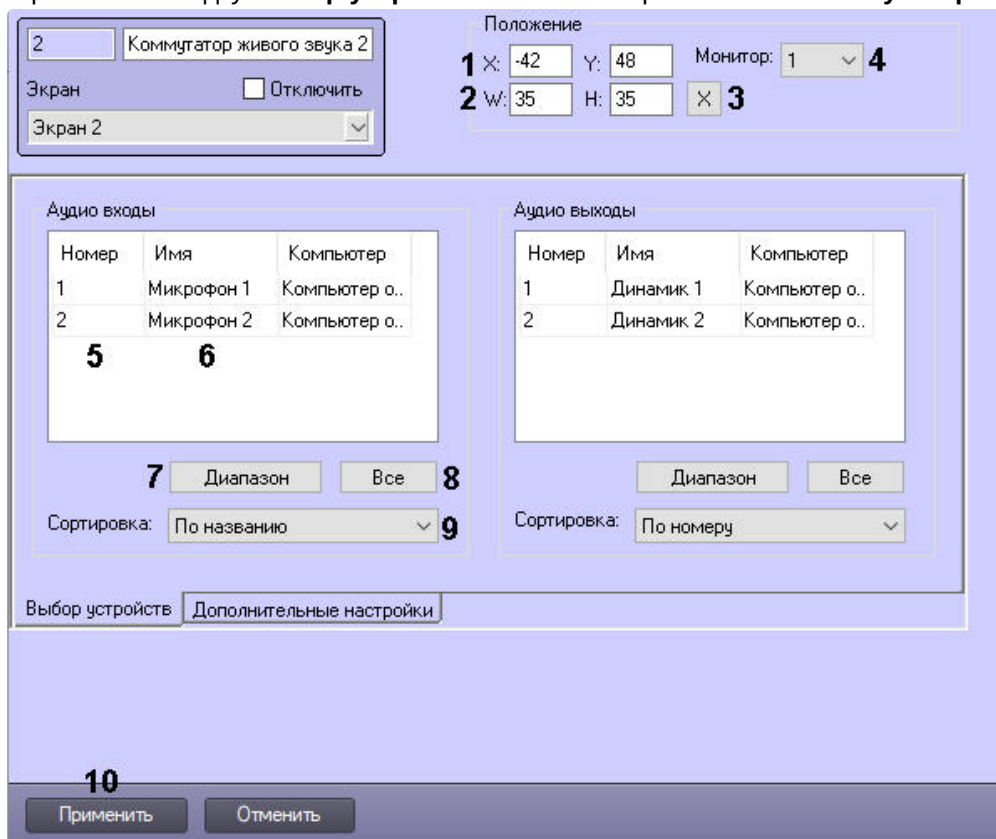 2 Коммутатор живого звука 2
Экран Отключить
Экран 2
Положение
1 X: -42 Y: 48 Монитор: 1 4
2 W: 35 H: 35 X 3
Аудио входы
Номер Имя Компьютер
1 Микрофон 1 Компьютер о..
2 Микрофон 2 Компьютер о..
5 6
7 Диапазон Все 8
Сортировка: По названию 9
Аудио выходы
Номер Имя Компьютер
1 Динамик 1 Компьютер о..
2 Динамик 2 Компьютер о..
Диапазон Все
Сортировка: По номеру
Выбор устройств Дополнительные настройки
10
Применить Отменить